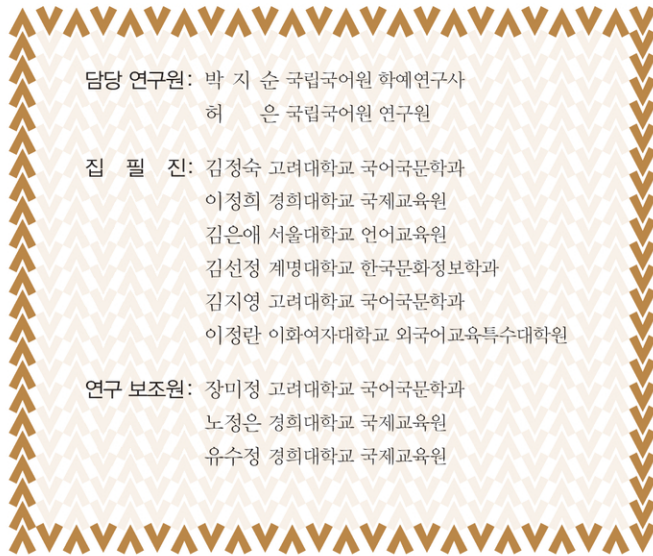 담당 연구원: 박 지 순 국립국어원 학예연구사
허 은 국립국어원 연구원
집 필 진: 김정숙 고려대학교 국어국문학과
이정희 경희대학교 국제교육원
김은애 서울대학교 언어교육원
김선정 계명대학교 한국문화정보학과
김지영 고려대학교 국어국문학과
이정란 이화여자대학교 외국어교육특수대학원
연구 보조원: 장미정 고려대학교 국어국문학과
노정은 경희대학교 국제교육원
유수정 경희대학교 국제교육원